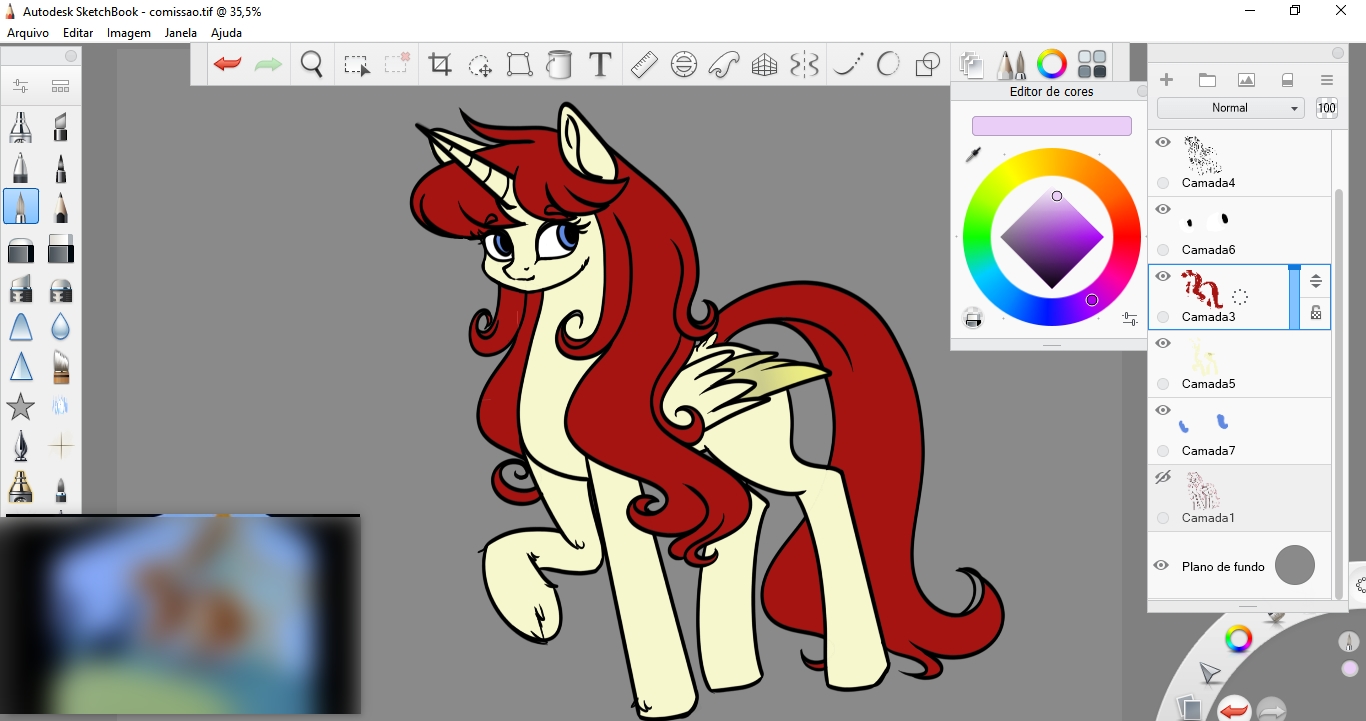 Autodesk SketchBook - comissao.tif @ 35,5%
Arquivo Editar Imagem Janela Ajuda
T
Editor de cores
Normal 100
Camada4
Camada6
Camada3
Camada5
Camada7
Camada1
Plano de fundo